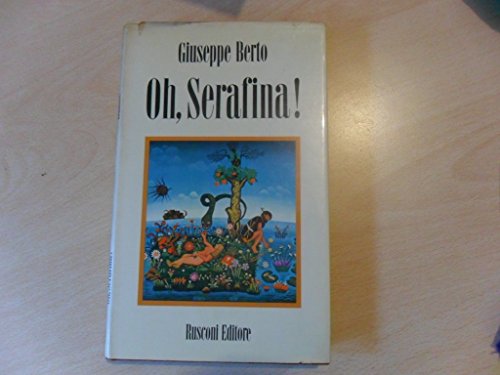 Giuseppe Berto
Oh, Serafina!
Rusconi Editore